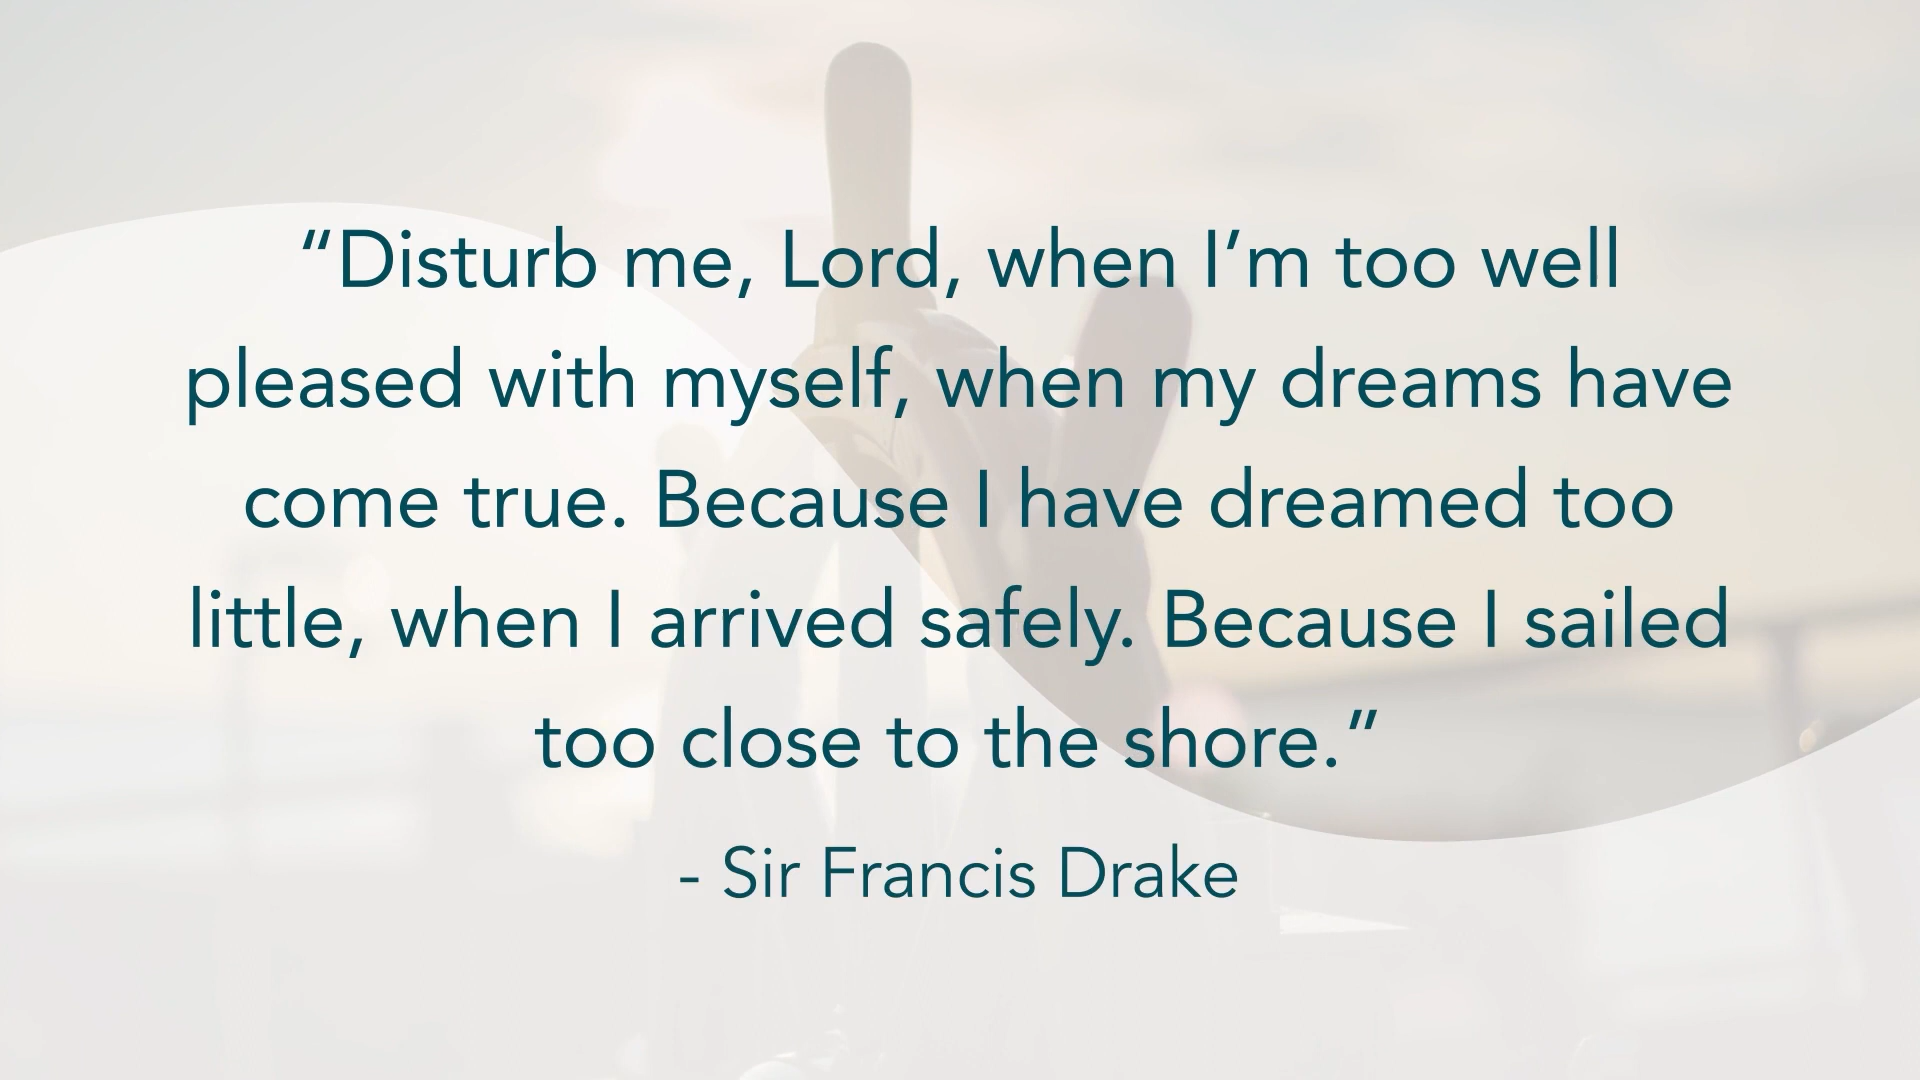 “Disturb me, Lord, when I’m too well
pleased with myself, when my dreams have
come true. Because I have dreamed too
little, when I arrived safely. Because I sailed
too close to the shore.”
- Sir Francis Drake